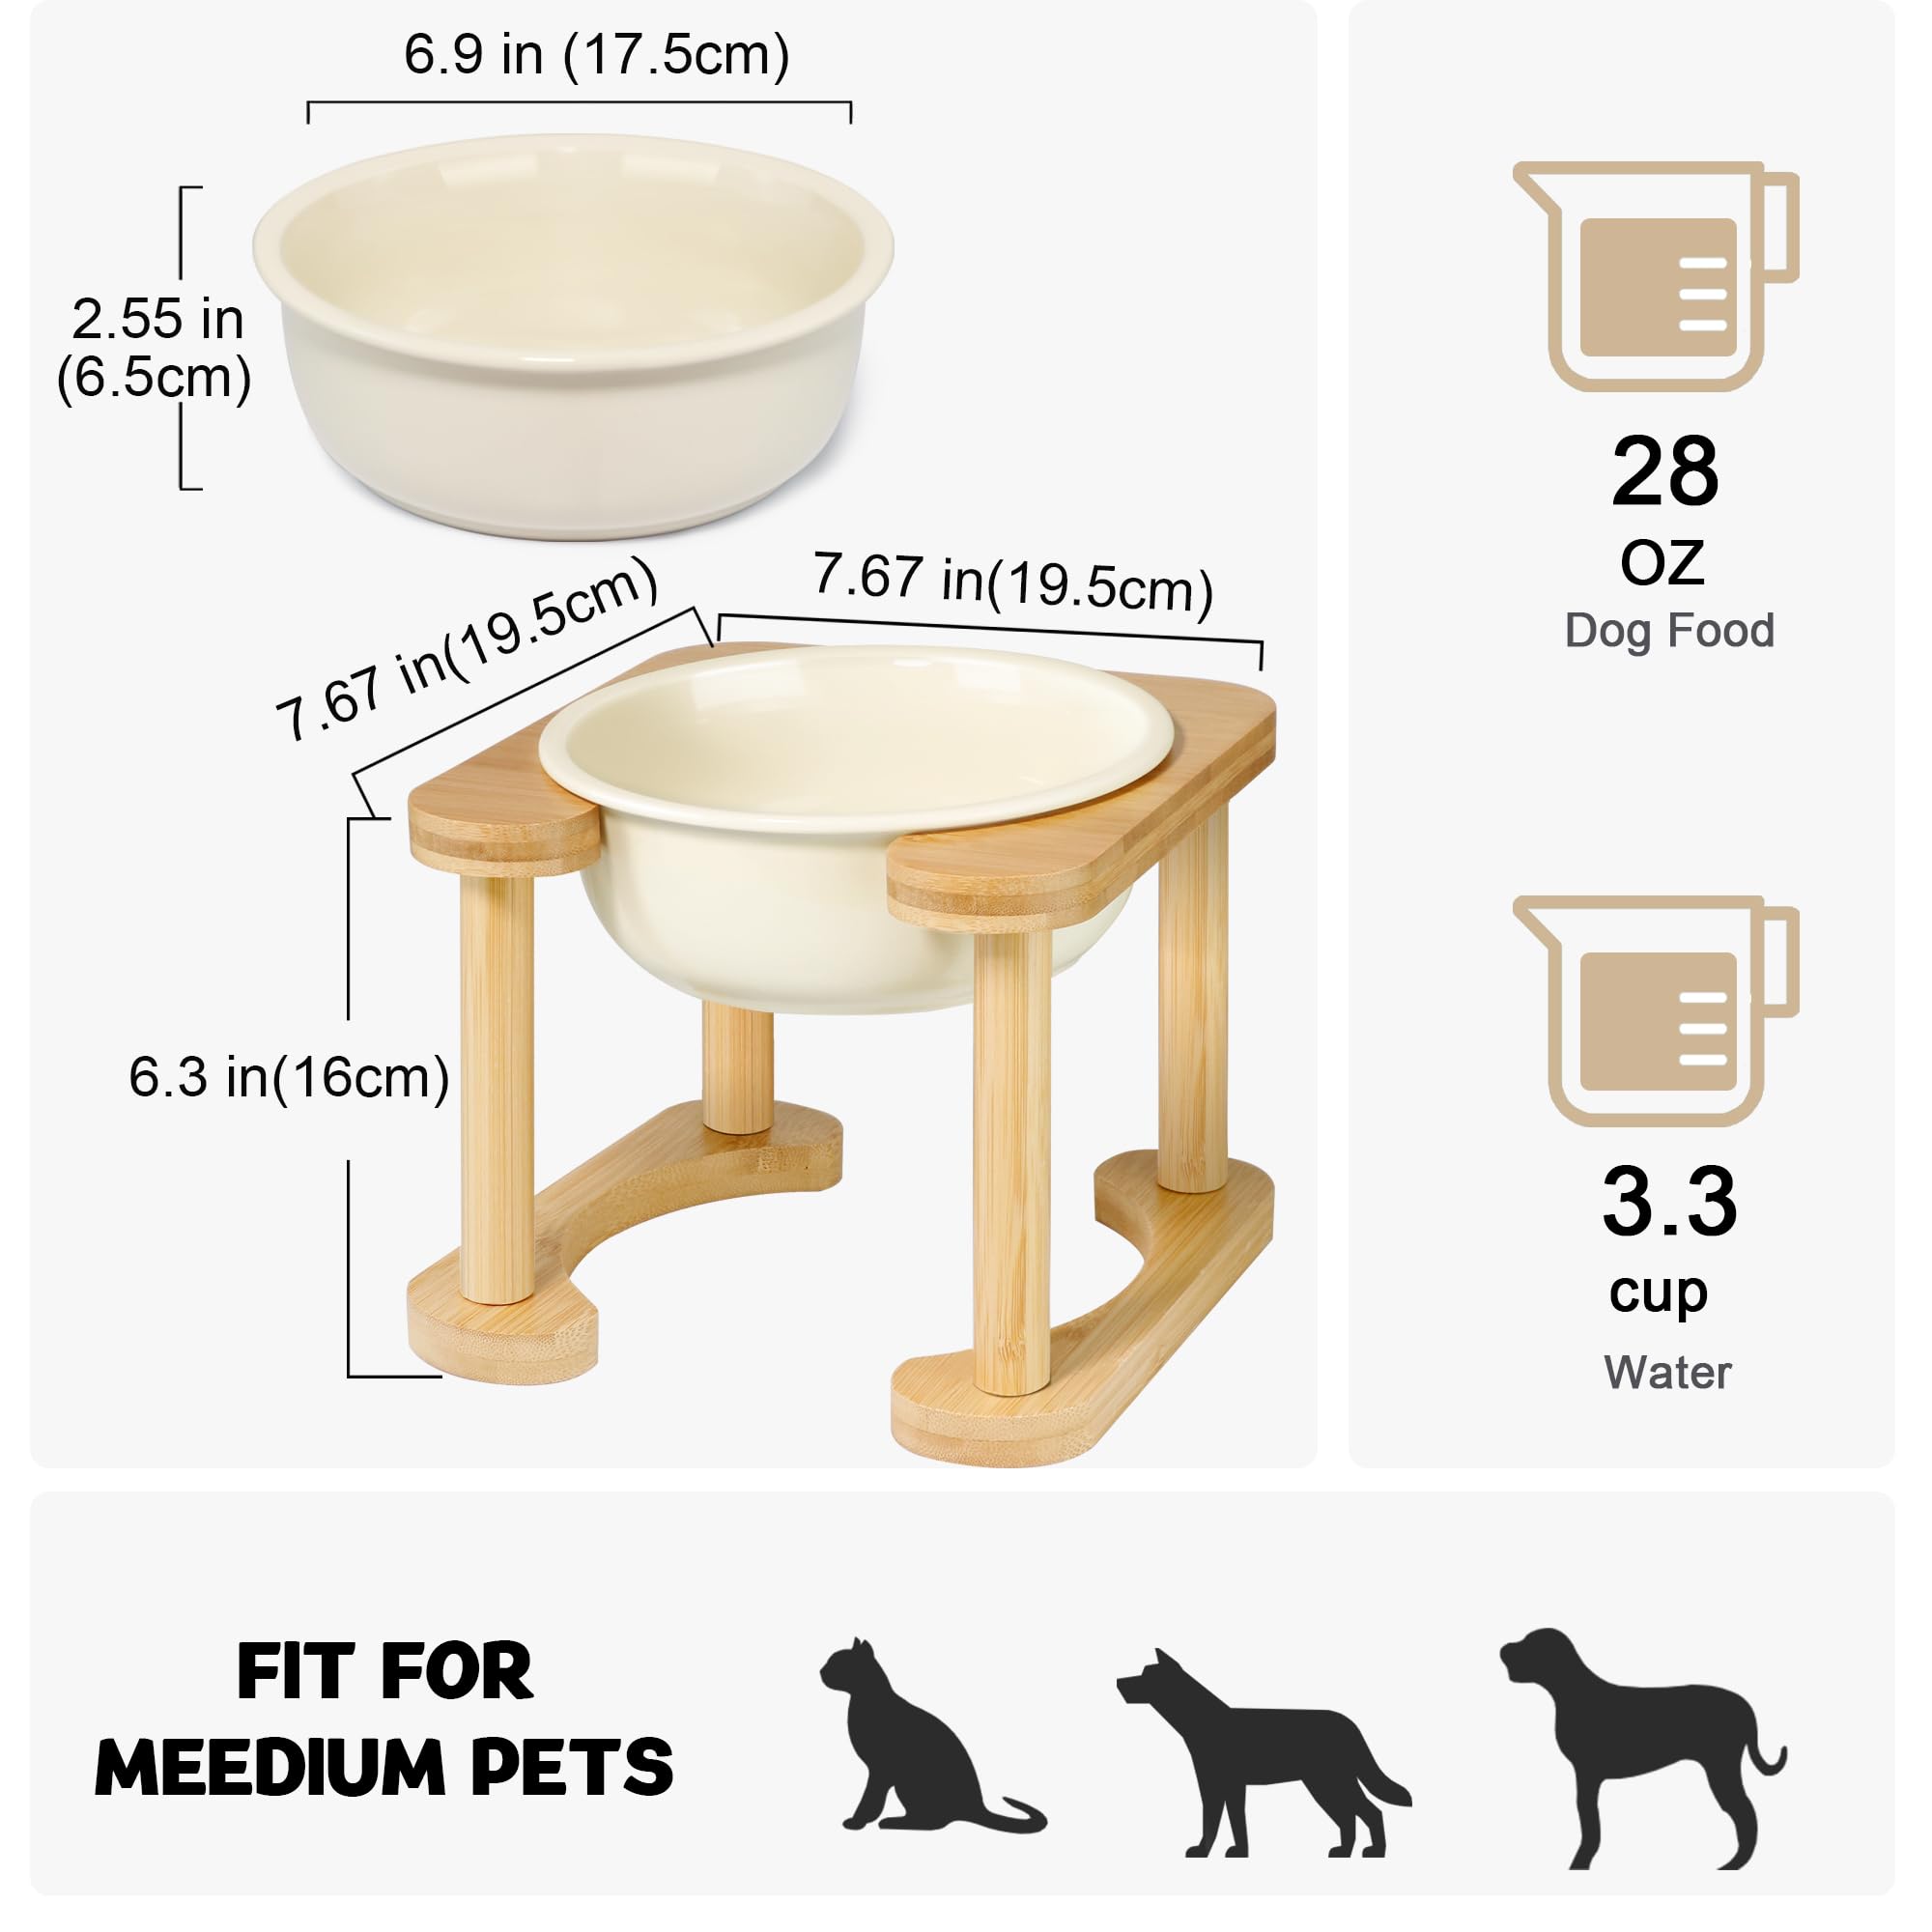 6.9 in (17.5cm)
2.55 in
(6.5cm)
7.67 in(19.5cm)
7.67 in(19.5cm)
6.3 in(16cm)
28
oz
Dog Food
3.3
cup
Water
FIT FOR
MEEDIUM PETS